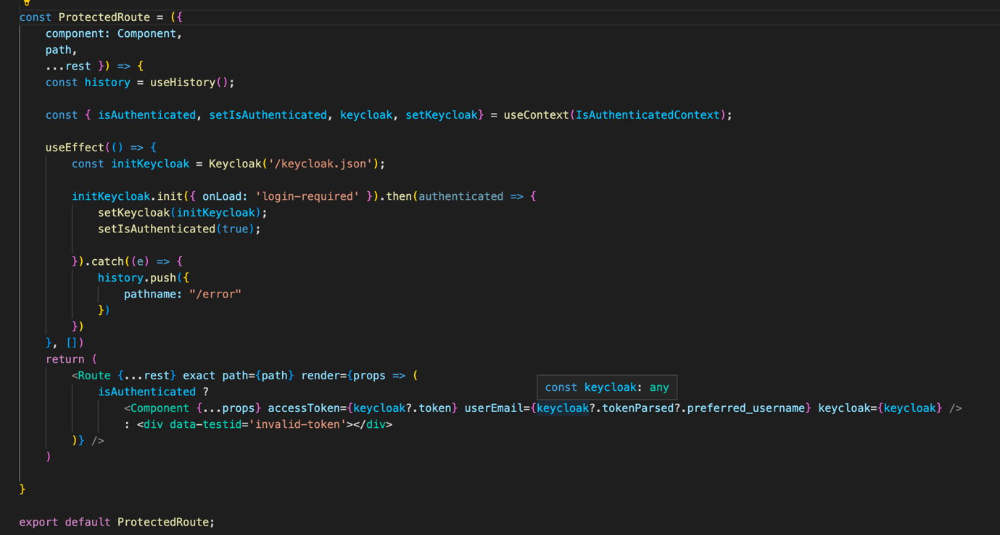 const ProtectedRoute = ({
    component: Component,
    path,
    ...rest }) => {
    const history = useHistory();
    const { isAuthenticated, setIsAuthenticated, keycloak, setKeycloak} = useContext(IsAuthenticatedContext);
    useEffect(() => {
        const initKeycloak = Keycloak('/keycloak.json');
        initKeycloak.init({ onLoad: 'login-required' }).then(authenticated => {
            setKeycloak(initKeycloak);
            setIsAuthenticated(true);
        }).catch((e) => {
            history.push({
                pathname: "/error"
            })
        })
    }, [])
    return (
        <Route {...rest} exact path={path} render={props => (
            isAuthenticated ?
const keycloak: any
                <Component {...props} accessToken={keycloak?.token} userEmail={keycloak?.tokenParsed?.preferred_username} keycloak={keycloak} />
                : <div data-testid='invalid-token'></div>
        )} />
    )
}
export default ProtectedRoute;